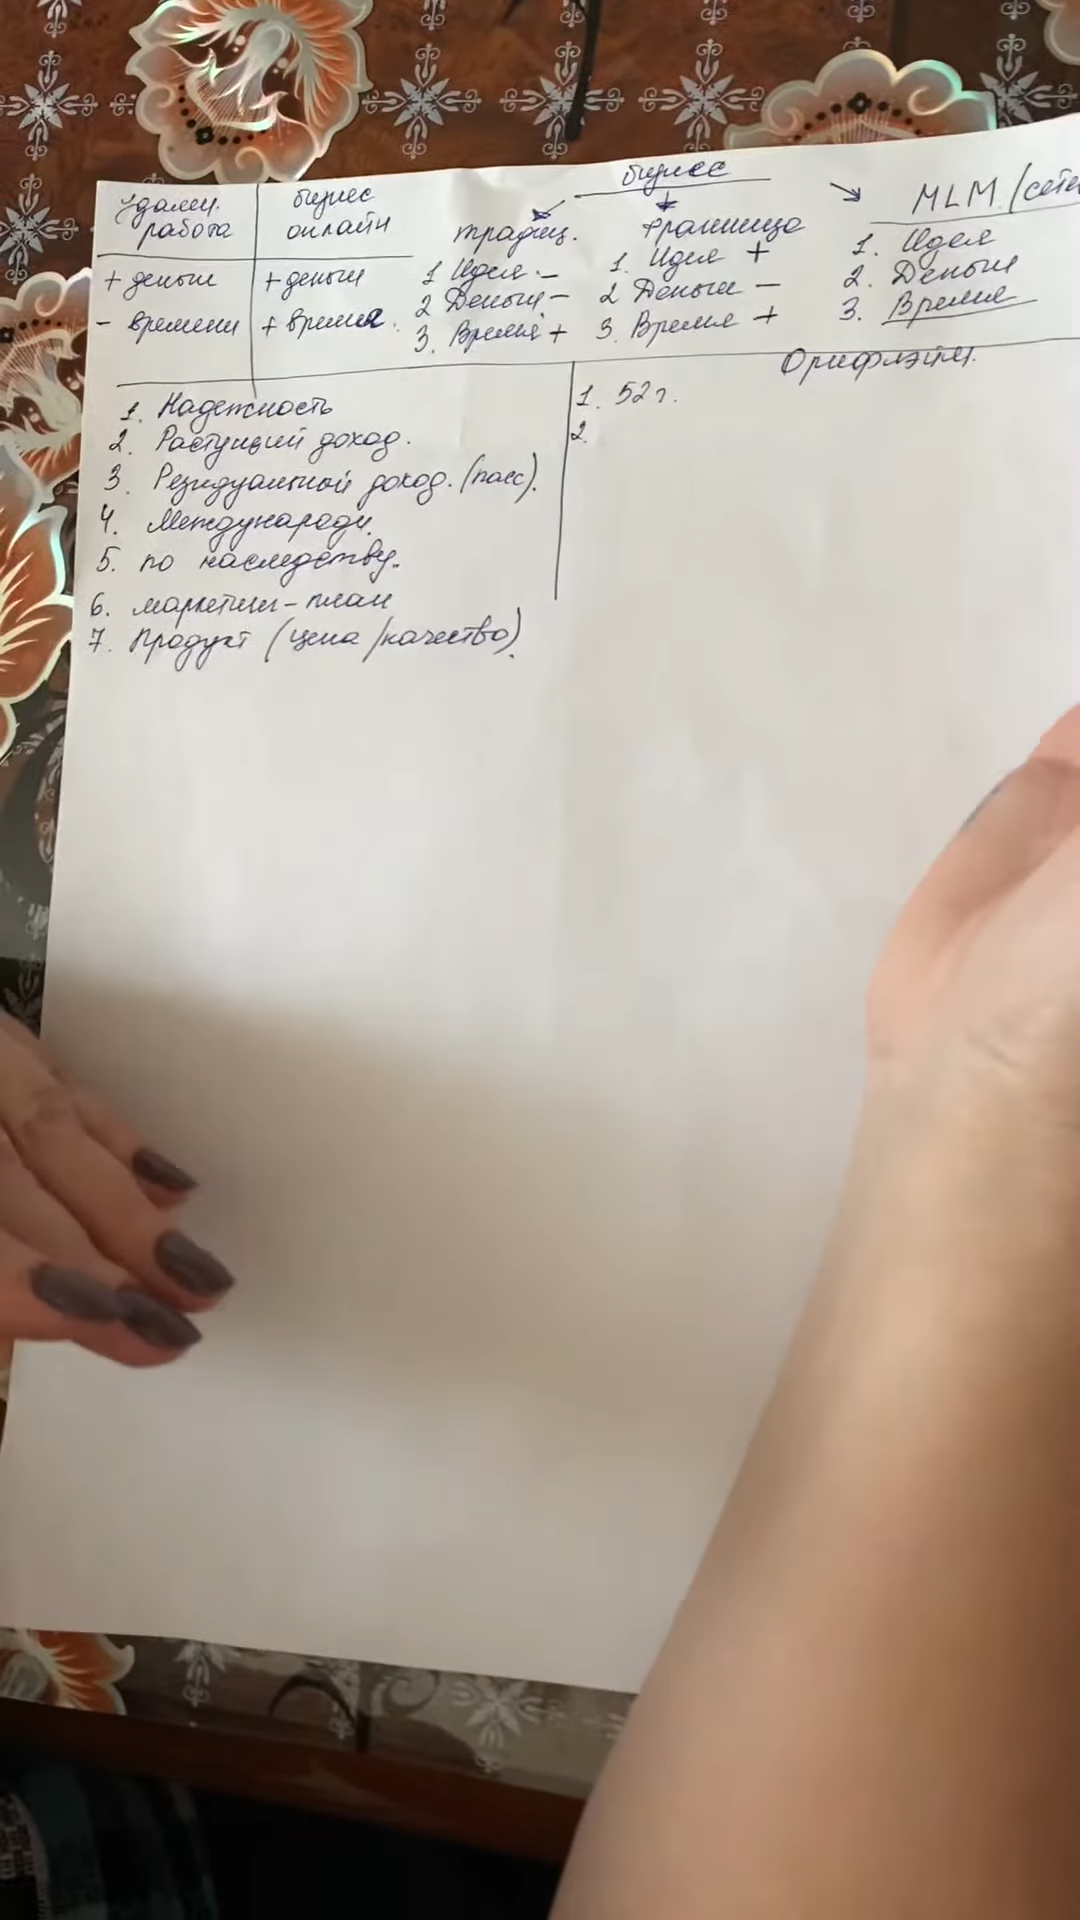 удален. работа
+ деньги
- времени
бизнес онлайн
+ деньги
+ время.
бизнес
традиц.
1 Идея -
2 Деньги -
3. Время +
франшиза
1. Идея +
2 Деньги -
3. Время +
MLM / сете
1. Идея
2. Деньги
3. Время
1. Надежность
2. Растущий доход.
3. Резидуальный доход. (пасс).
4. Международн.
5. по наследству.
6. маркетинг-план
7. Продукт (цена/качество).
Орифлэйм.
1. 52 г.
2.